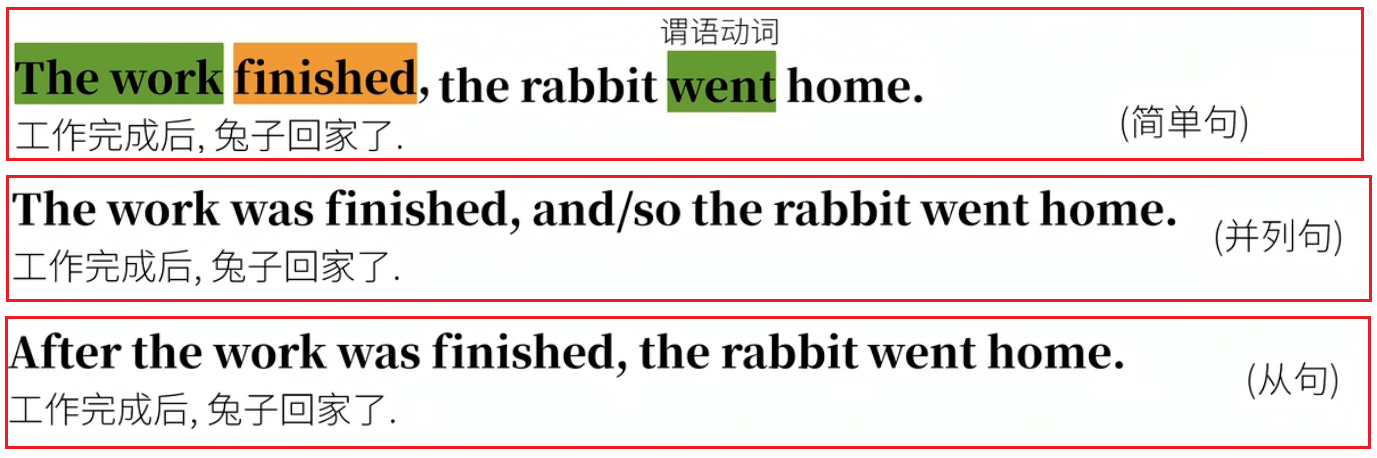 谓语动词
The work finished, the rabbit went home.
工作完成后, 兔子回家了.
(简单句)
The work was finished, and/so the rabbit went home.
(并列句)
工作完成后, 兔子回家了.
After the work was finished, the rabbit went home.
(从句)
工作完成后, 兔子回家了.